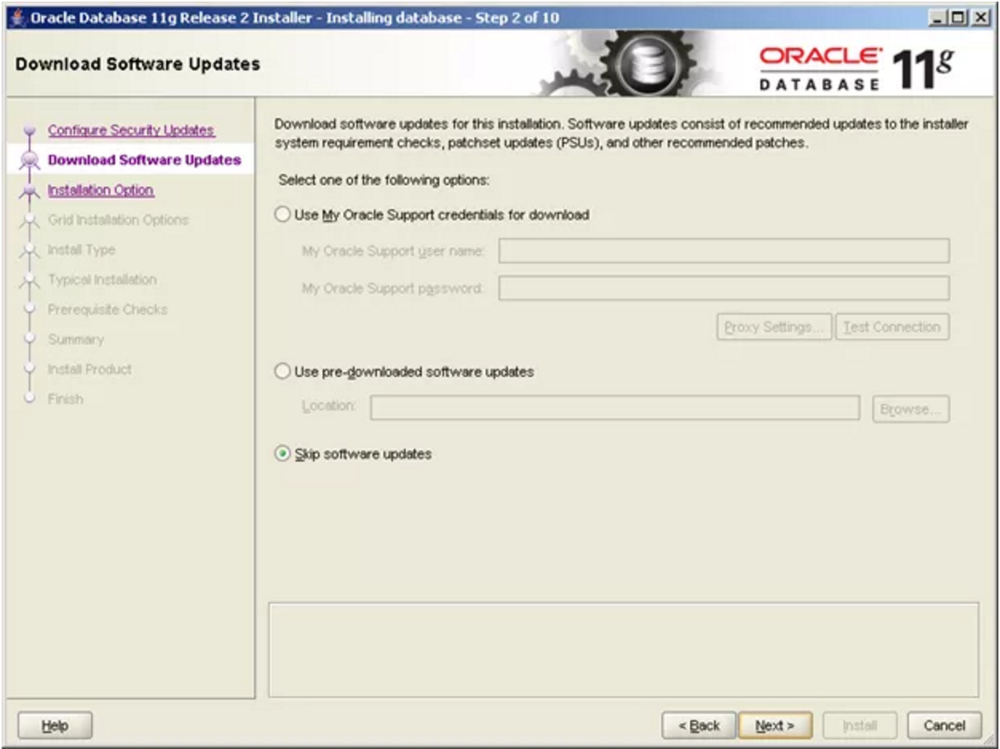 Oracle Database 11g Release 2 Installer - Installing database - Step 2 of 10
Download Software Updates
ORACLE
DATABASE
11g
Configure Security Updates
Download Software Updates
Installation Option
Grid Installation Options
Install Type
Typical Installation
Prerequisite Checks
Summary
Install Product
Finish
Download software updates for this installation. Software updates consist of recommended updates to the installer
system requirement checks, patchset updates (PSUs), and other recommended patches.
Select one of the following options:
Use My Oracle Support credentials for download
My Oracle Support user name:
My Oracle Support password:
Proxy Settings... Test Connection
Use pre-downloaded software updates
Location: Browse...
Skip software updates
Help < Back Next > Install Cancel